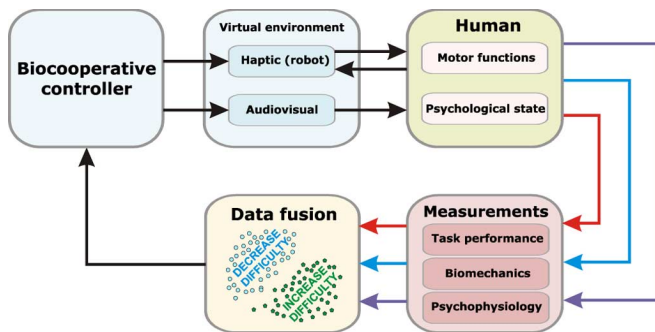 Biocooperative
controller
Virtual environment
Haptic (robot)
Audiovisual
Human
Motor functions
Psychological state
Data fusion
DECREASE
DIFFICULTY
INCREASE
DIFFICULTY
Measurements
Task performance
Biomechanics
Psychophysiology